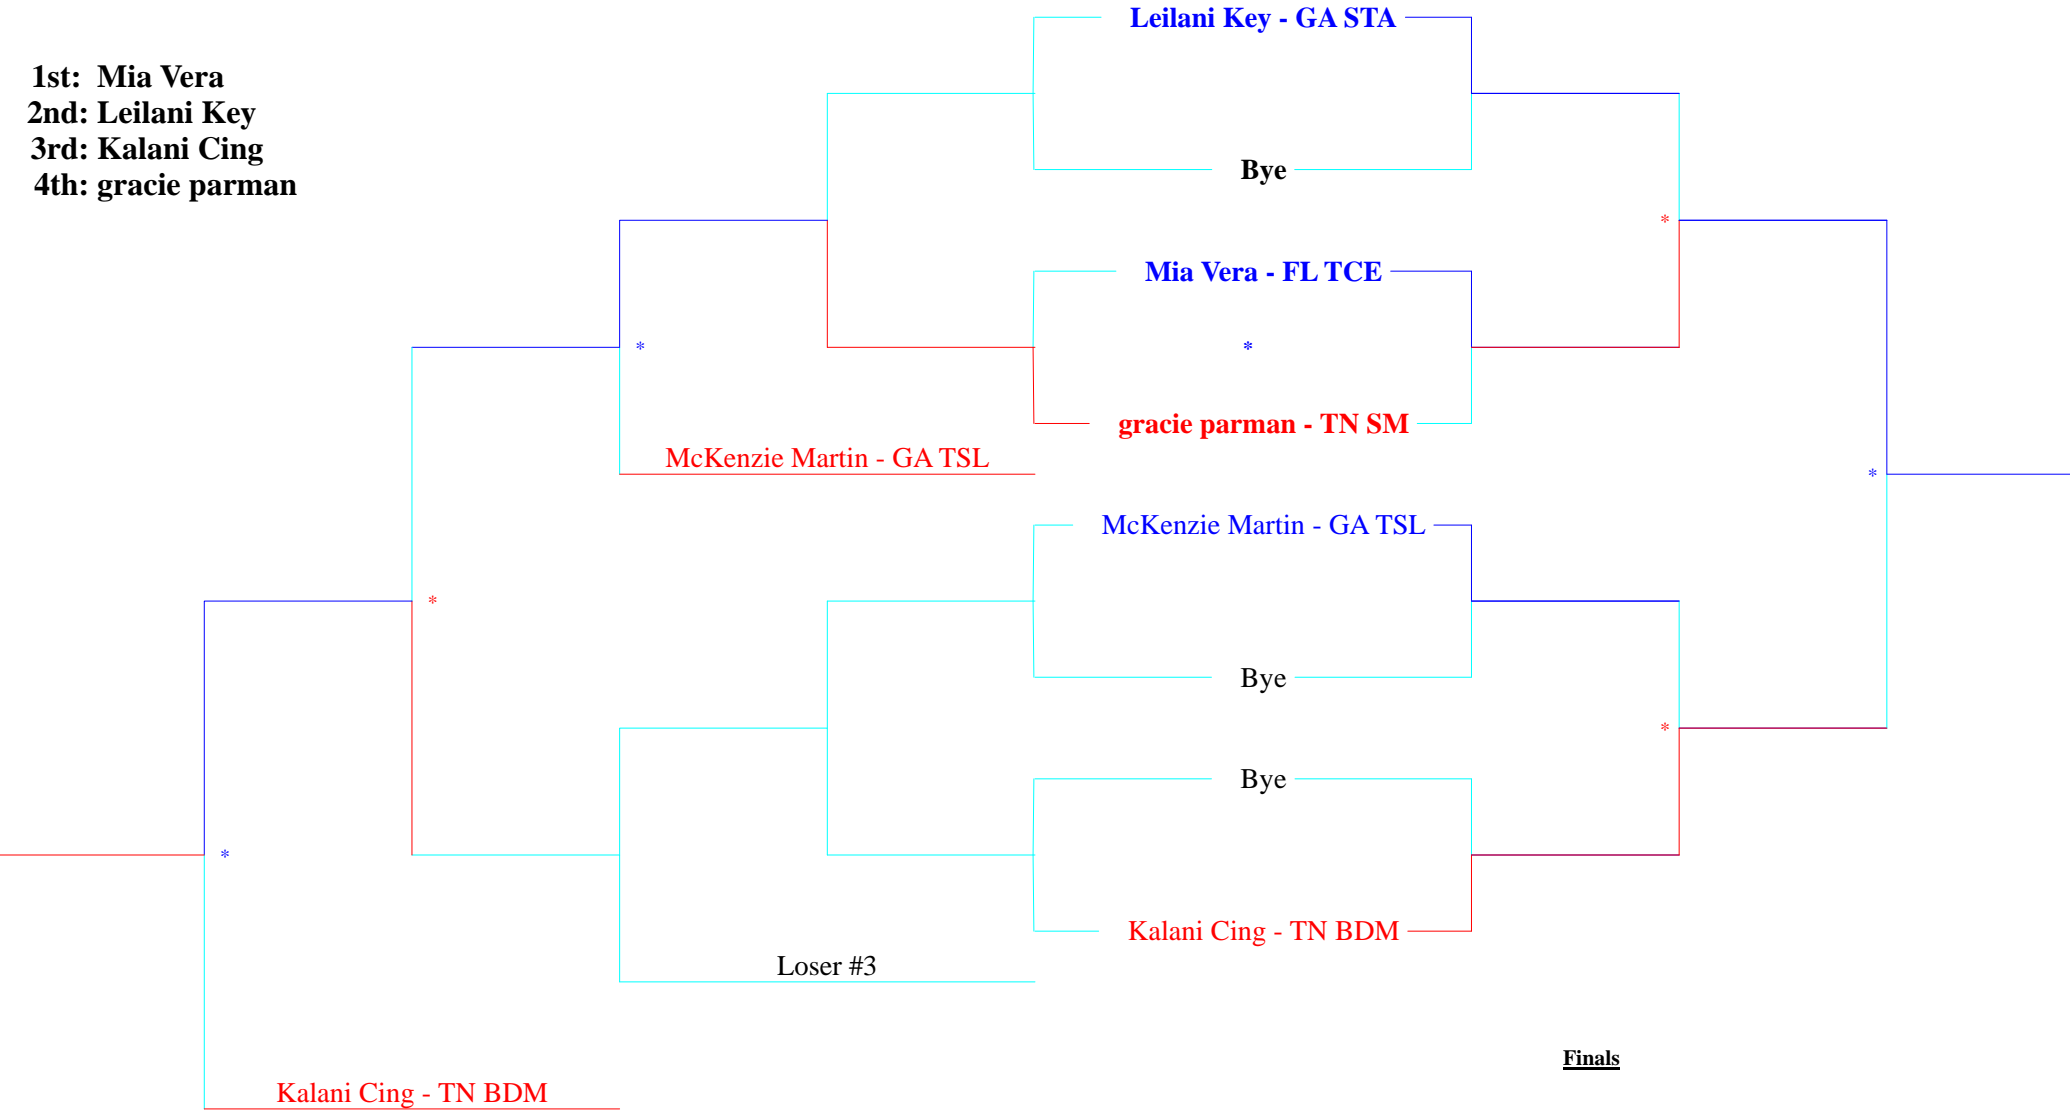 1st: Mia Vera
2nd: Leilani Key
3rd: Kalani Cing
4th: gracie parman
Leilani Key - GA STA
Bye
*
Mia Vera - FL TCE
*
*
gracie parman - TN SM
McKenzie Martin - GA TSL
*
McKenzie Martin - GA TSL
*
Bye
*
Bye
*
Kalani Cing - TN BDM
Loser #3
Finals
Kalani Cing - TN BDM